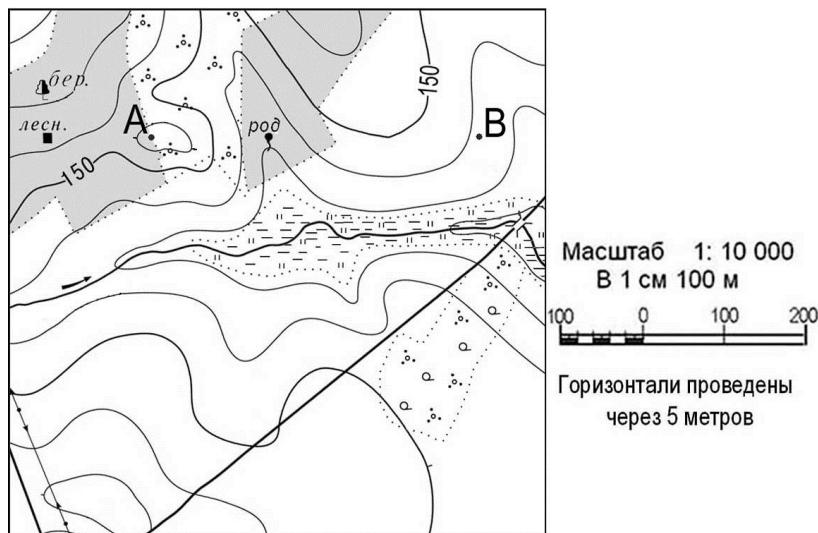 бер.
лесн.
А
род
150
В
150
Масштаб 1: 10 000
В 1 см 100 м
100 0 100 200
Горизонтали проведены
через 5 метров